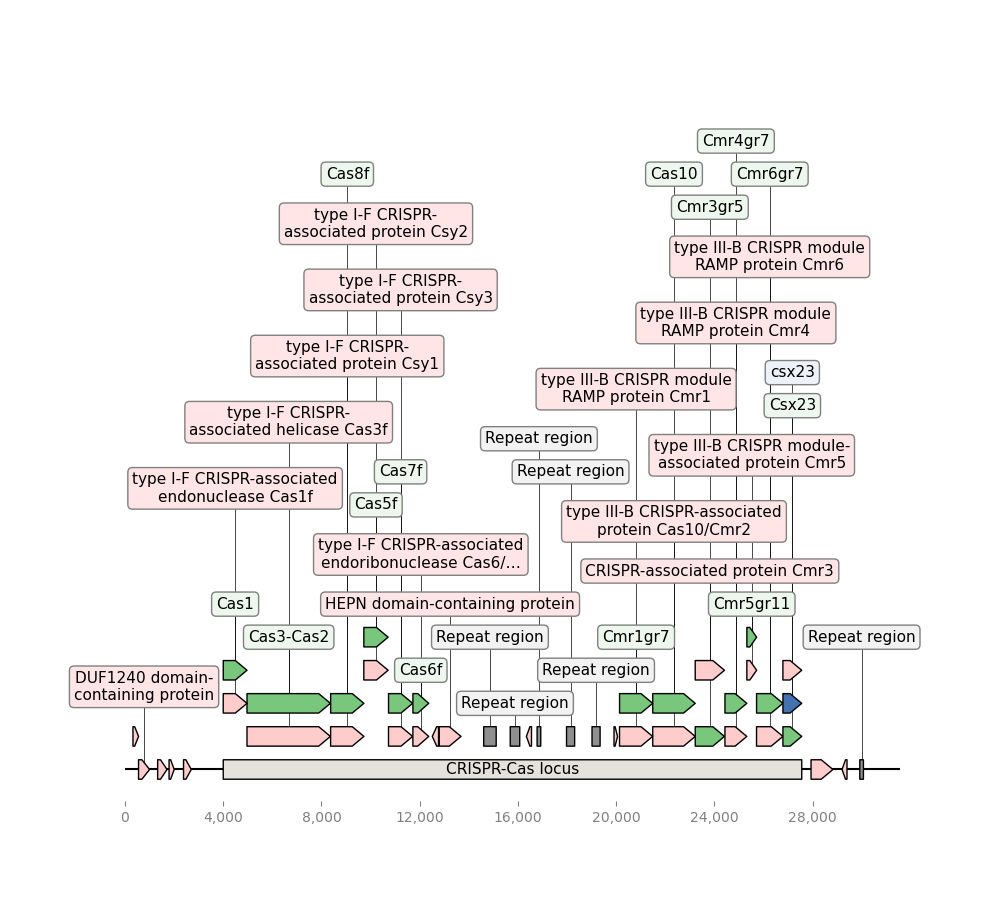 Cmr4gr7
Cas8f
Cas10
Cmr6gr7
Cmr3gr5
type I-F CRISPR-
associated protein Csy2
type III-B CRISPR module
RAMP protein Cmr6
type I-F CRISPR-
associated protein Csy3
type III-B CRISPR module
RAMP protein Cmr4
type I-F CRISPR-
associated protein Csy1
csx23
type III-B CRISPR module
RAMP protein Cmr1
Csx23
type I-F CRISPR-
associated helicase Cas3f
Repeat region
type III-B CRISPR module-
associated protein Cmr5
Cas7f
Repeat region
type I-F CRISPR-associated
endonuclease Cas1f
Cas5f
type III-B CRISPR-associated
protein Cas10/Cmr2
type I-F CRISPR-associated
endoribonuclease Cas6/…
CRISPR-associated protein Cmr3
Cas1
HEPN domain-containing protein
Cmr5gr11
Cas3-Cas2
Repeat region
Cmr1gr7
Repeat region
Cas6f
Repeat region
DUF1240 domain-
containing protein
Repeat region
CRISPR-Cas locus
0
4,000
8,000
12,000
16,000
20,000
24,000
28,000